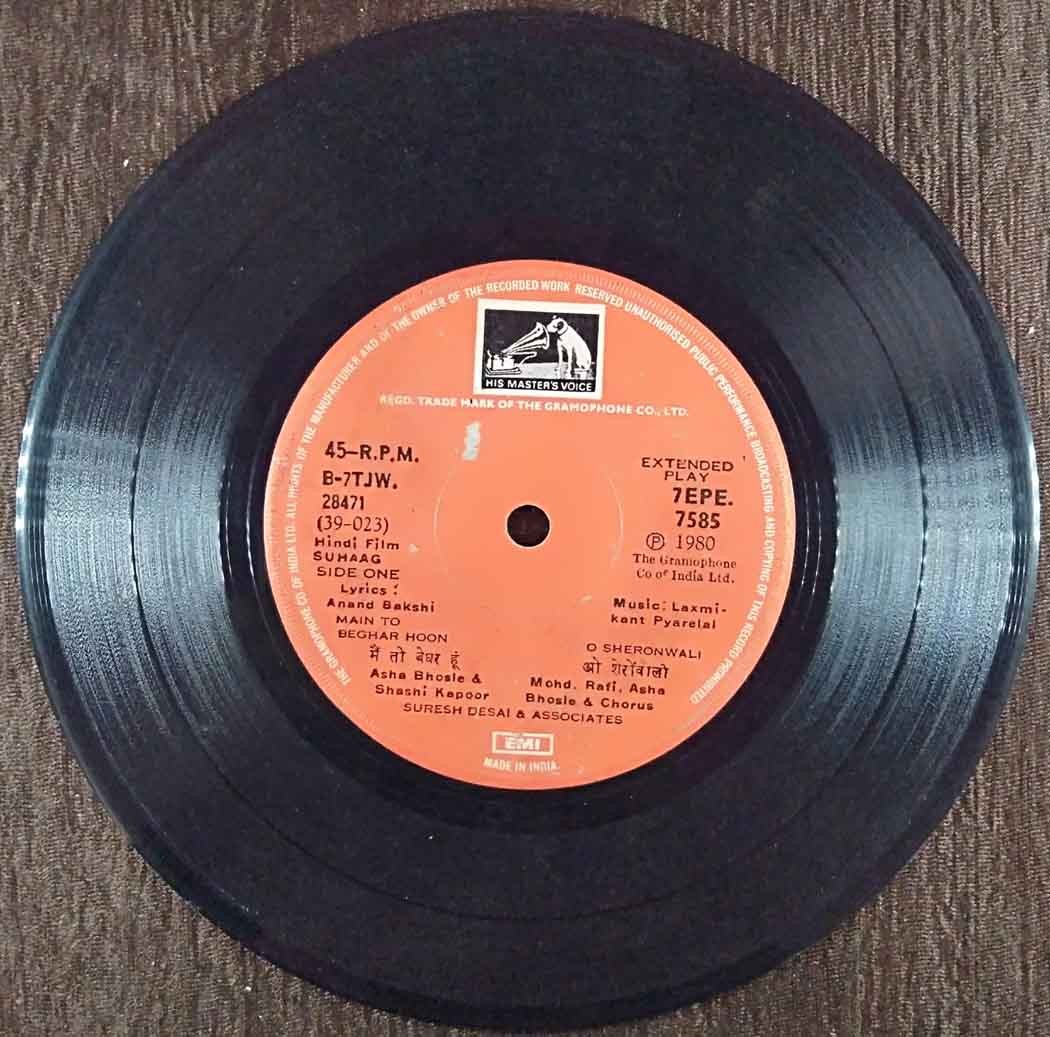 THE GRAMOPHONE CO OF INDIA LTD. ALL RIGHTS OF THE MANUFACTURER AND OF THE OWNER OF THE RECORDED WORK RESERVED UNAUTHORISED PUBLIC PERFORMANCE BROADCASTING AND COPYING OF THIS RECORD PROHIBITED
HIS MASTER'S VOICE
REGD. TRADE MARK OF THE GRAMOPHONE CO., LTD.
45-R.P.M.
B-7TJW.
28471
(39-023)
Hindi Film
SUHAAG
SIDE ONE
Lyrics :
Anand Bakshi
MAIN TO
BEGHAR HOON
मैं तो बेघर हूं
Asha Bhosle &
Shashi Kapoor
EXTENDED
PLAY
7EPE.
7585
Ⓟ 1980
The Gramophone
Co of India Ltd.
Music: Laxmi-
kant Pyarelal
O SHERONWALI
ओ शेरोंवाली
Mohd. Rafi, Asha
Bhosle & Chorus
SURESH DESAI & ASSOCIATES
EMI
MADE IN INDIA.